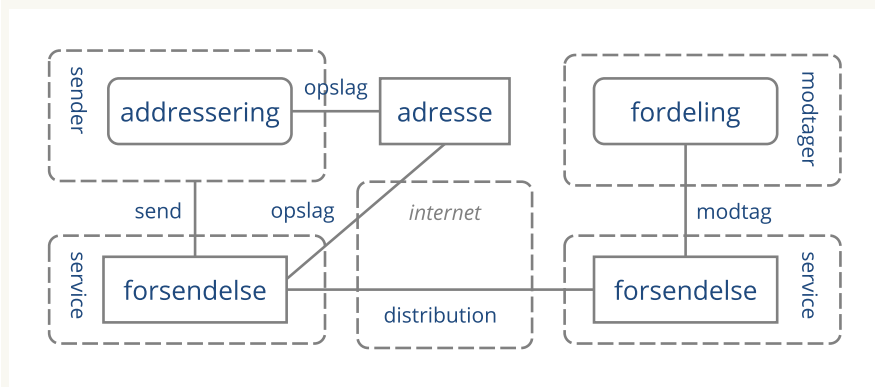 sender
addressering
opslag
adresse
fordeling
modtager
send
opslag
internet
modtag
service
forsendelse
distribution
forsendelse
service